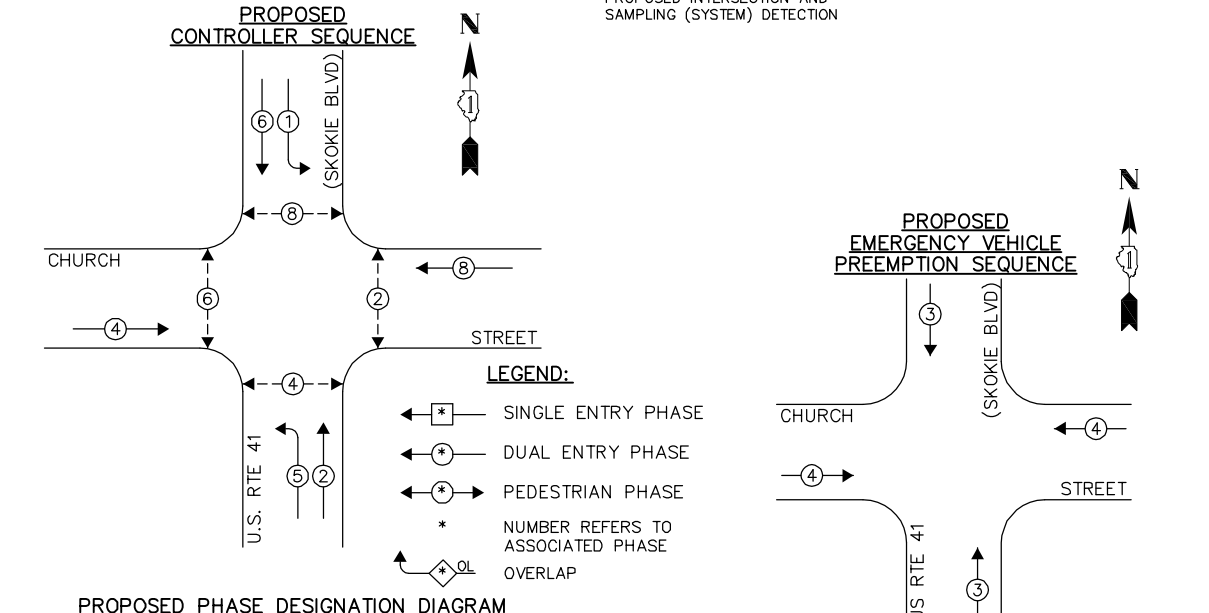 PROPOSED
CONTROLLER SEQUENCE
N
1
(SKOKIE BLVD)
6 1
8
CHURCH
8
6
2
4
STREET
4
U.S. RTE 41
5 2
LEGEND:
* SINGLE ENTRY PHASE
* DUAL ENTRY PHASE
* PEDESTRIAN PHASE
* NUMBER REFERS TO
ASSOCIATED PHASE
* OL OVERLAP
PROPOSED PHASE DESIGNATION DIAGRAM
PROPOSED INTERSECTION AND
SAMPLING (SYSTEM) DETECTION
N
1
PROPOSED
EMERGENCY VEHICLE
PREEMPTION SEQUENCE
3
(SKOKIE BLVD)
CHURCH
4
4
STREET
US RTE 41
3